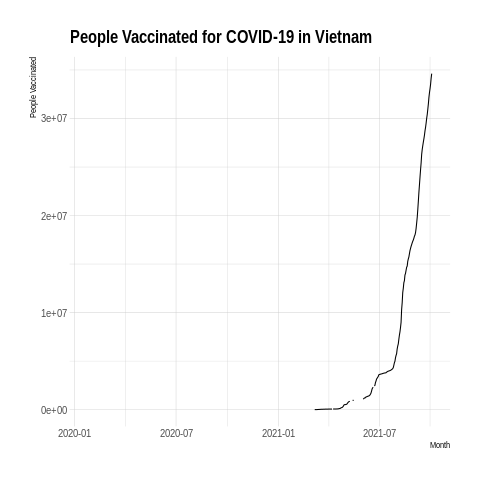 People Vaccinated for COVID-19 in Vietnam
People Vaccinated
3e+07
2e+07
1e+07
0e+00
2020-01
2020-07
2021-01
2021-07
Month